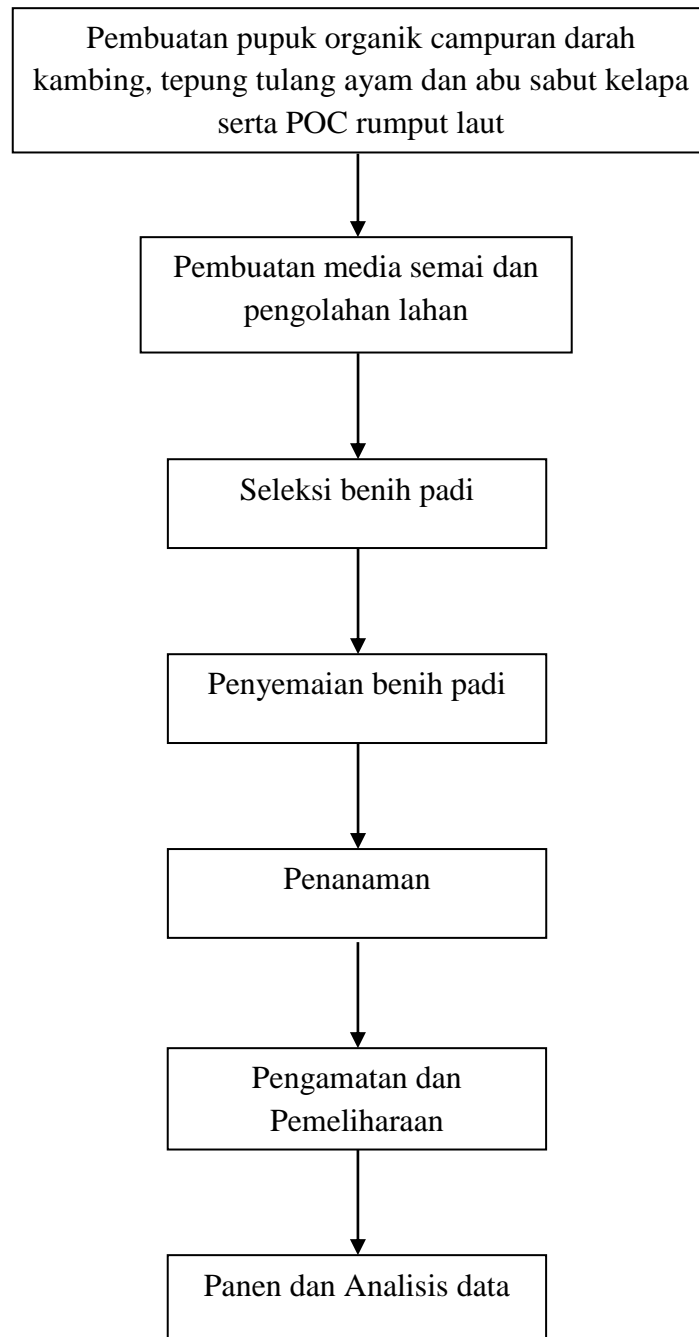 Pembuatan pupuk organik campuran darah
kambing, tepung tulang ayam dan abu sabut kelapa
serta POC rumput laut
Pembuatan media semai dan
pengolahan lahan
Seleksi benih padi
Penyemaian benih padi
Penanaman
Pengamatan dan
Pemeliharaan
Panen dan Analisis data